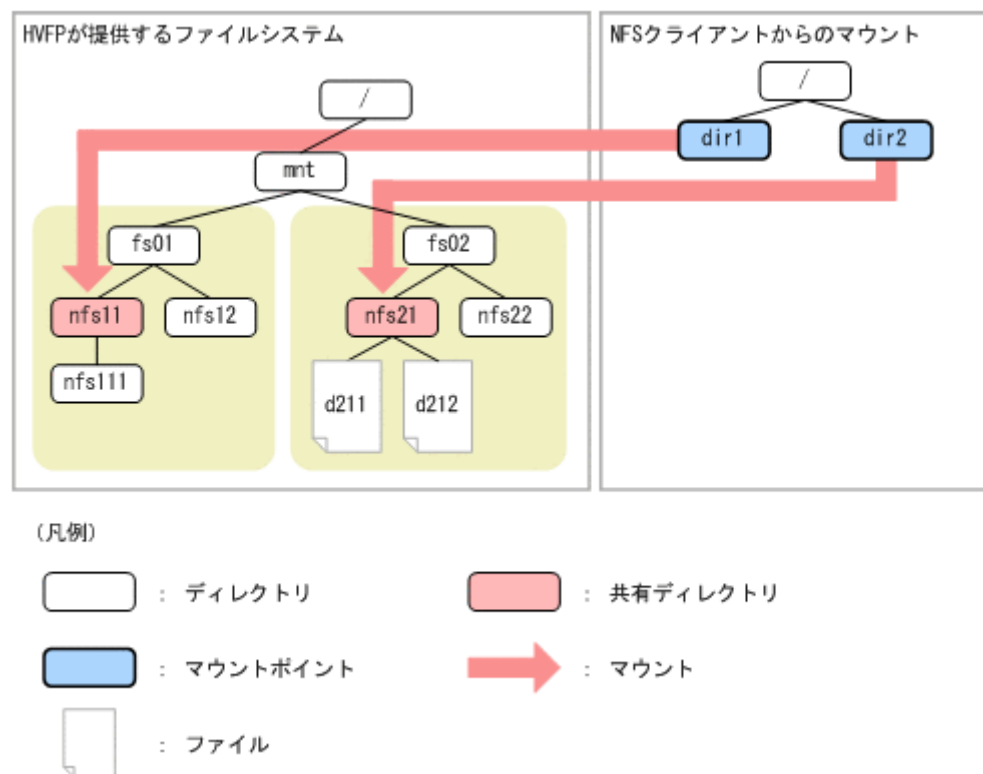 HVFPが提供するファイルシステム
NFSクライアントからのマウント
/
/
dir1
dir2
mnt
fs01
fs02
nfs11
nfs12
nfs21
nfs22
nfs111
d211
d212
(凡例)
: ディレクトリ
: 共有ディレクトリ
: マウントポイント
: マウント
: ファイル